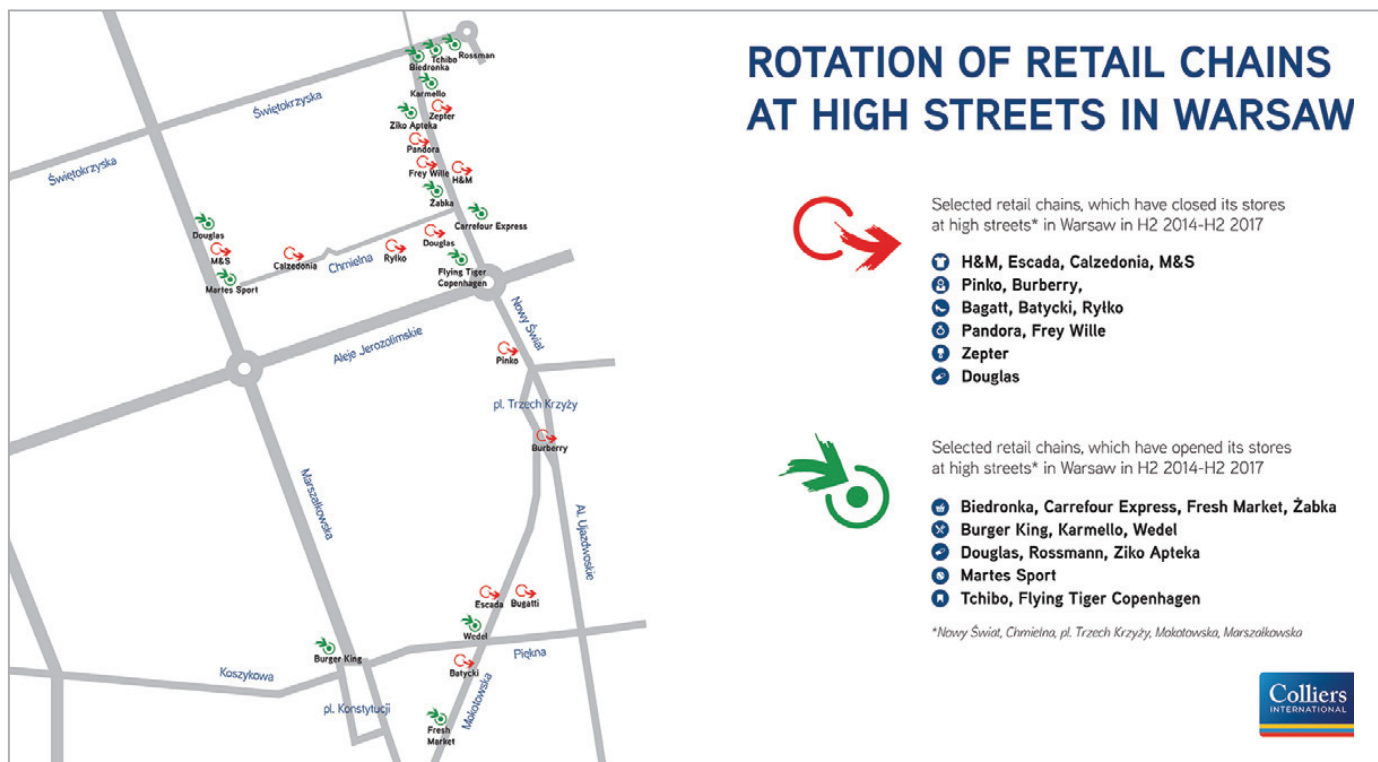 ROTATION OF RETAIL CHAINS
AT HIGH STREETS IN WARSAW
Selected retail chains, which have closed its stores
at high streets* in Warsaw in H2 2014-H2 2017
H&M, Escada, Calzedonia, M&S
Pinko, Burberry,
Bagatt, Batycki, Ryłko
Pandora, Frey Wille
Zepter
Douglas
Selected retail chains, which have opened its stores
at high streets* in Warsaw in H2 2014-H2 2017
Biedronka, Carrefour Express, Fresh Market, Żabka
Burger King, Karmello, Wedel
Douglas, Rossmann, Ziko Apteka
Martes Sport
Tchibo, Flying Tiger Copenhagen
*Nowy Świat, Chmielna, pl. Trzech Krzyży, Mokotowska, Marszałkowska
Colliers
INTERNATIONAL
Rossman
Tchibo
Biedronka
Karmello
Świętokrzyska
Zepter
Ziko Apteka
Pandora
Świętokrzyska
Frey Wille
H&M
Żabka
Carrefour Express
Douglas
Douglas
M&S
Calzedonia
Ryłko
Chmielna
Martes Sport
Flying Tiger
Copenhagen
Nowy Świat
Aleje Jerozolimskie
Pinko
pl. Trzech Krzyży
Burberry
Marszałkowska
Al. Ujazdwoskie
Escada
Bugatti
Wedel
Burger King
Piękna
Koszykowa
Batycki
pl. Konstytucji
Mokotowska
Fresh
Market